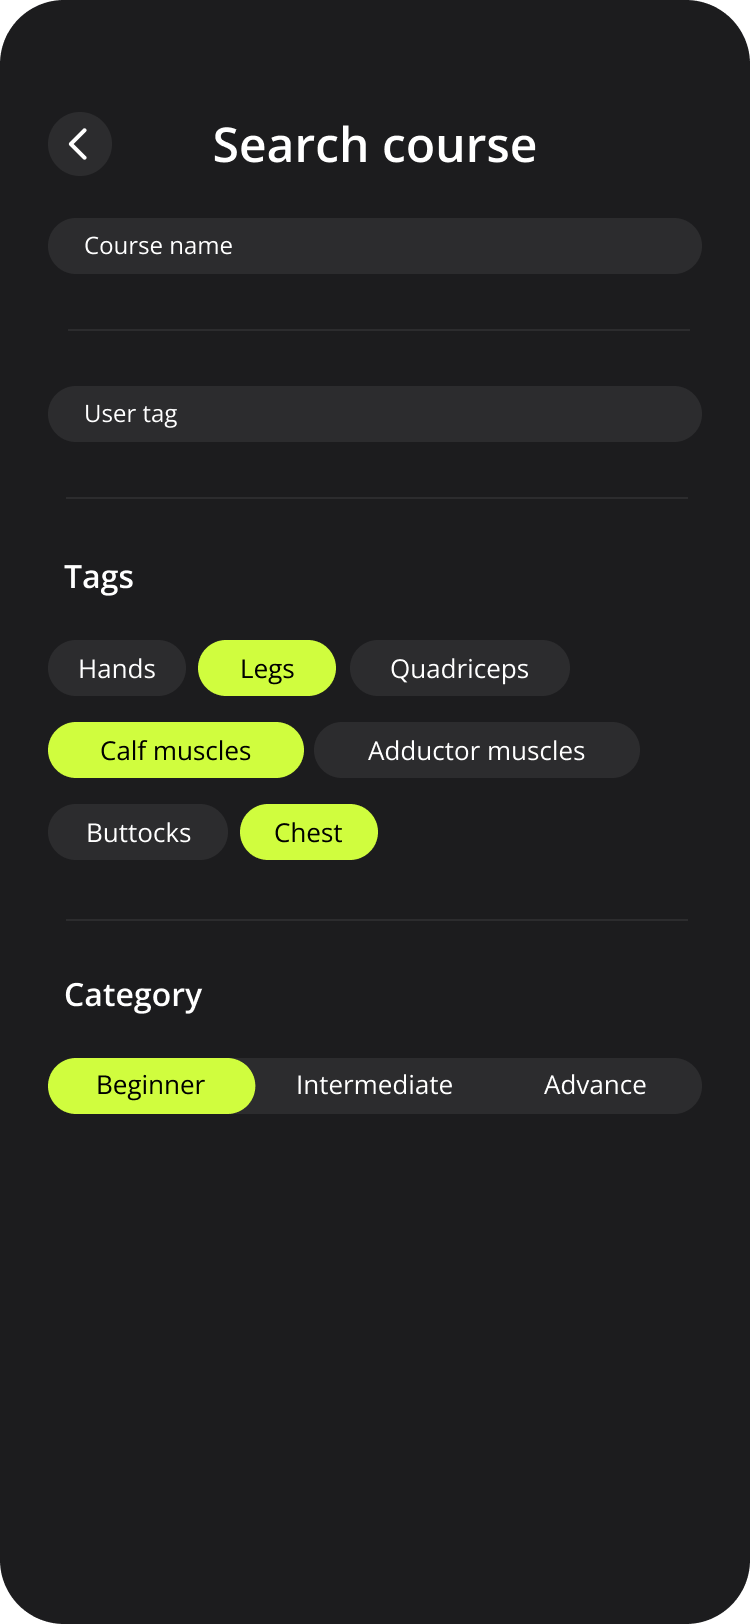 Search course
Course name
User tag
Tags
Hands Legs Quadriceps
Calf muscles Adductor muscles
Buttocks Chest
Category
Beginner Intermediate Advance